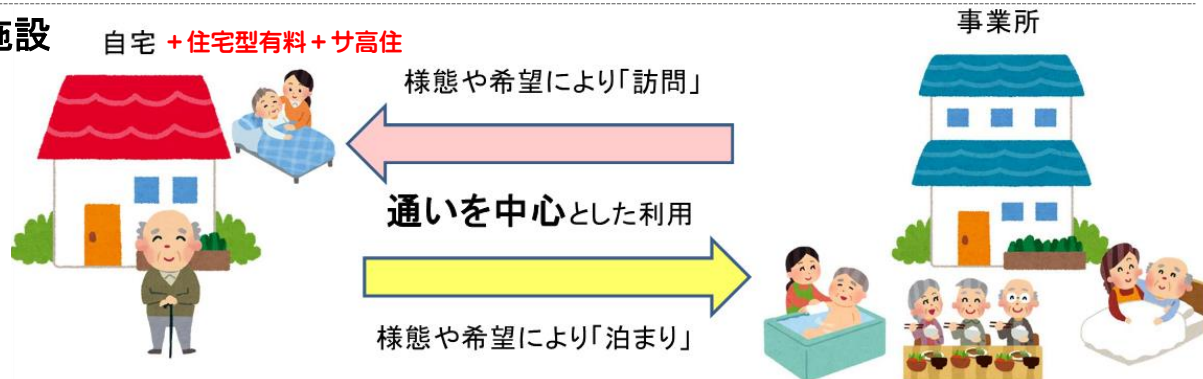 施設
自宅 +住宅型有料+サ高住
事業所
様態や希望により「訪問」
通いを中心とした利用
様態や希望により「泊まり」